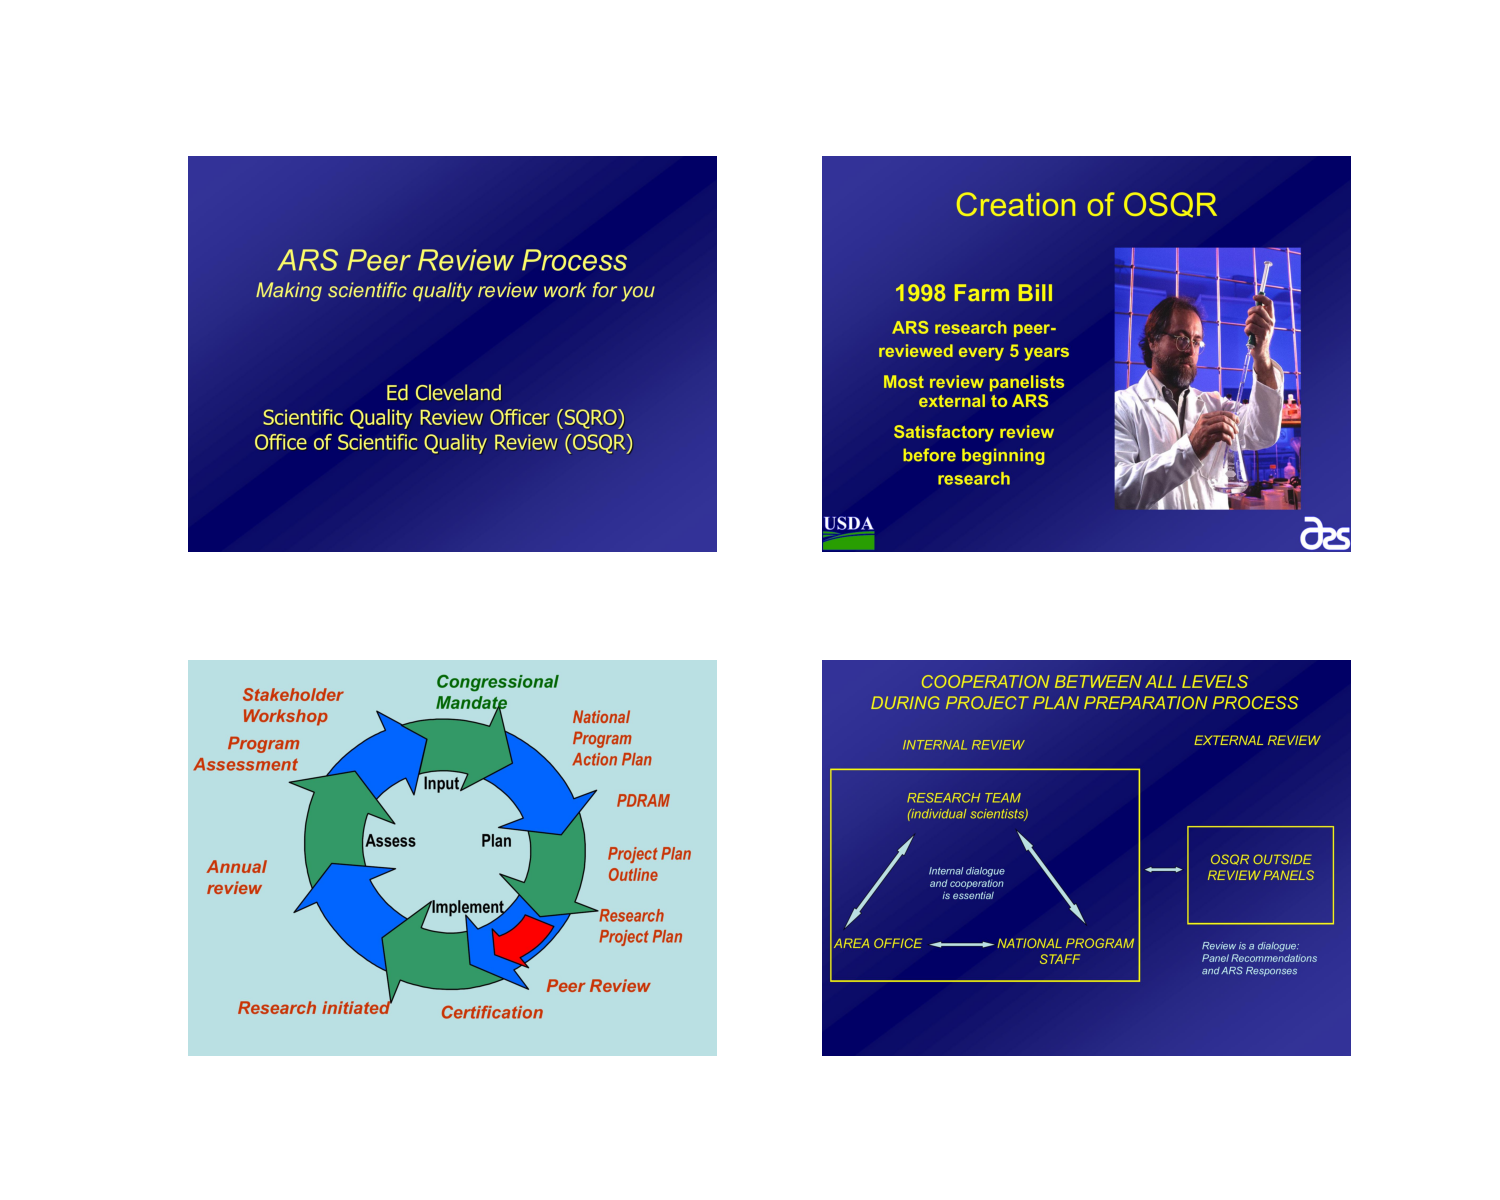 ARS Peer Review Process
Making scientific quality review work for you
Ed Cleveland
Scientific Quality Review Officer (SQRO)
Office of Scientific Quality Review (OSQR)
Creation of OSQR
1998 Farm Bill
ARS research peer-
reviewed every 5 years
Most review panelists
external to ARS
Satisfactory review
before beginning
research
USDA
ars
Congressional
Mandate
Stakeholder
Workshop
National
Program
Action Plan
Program
Assessment
Input
PDRAM
Assess
Plan
Project Plan
Outline
Annual
review
Implement
Research
Project Plan
Peer Review
Research initiated
Certification
COOPERATION BETWEEN ALL LEVELS
DURING PROJECT PLAN PREPARATION PROCESS
INTERNAL REVIEW
EXTERNAL REVIEW
RESEARCH TEAM
(individual scientists)
Internal dialogue
and cooperation
is essential
OSQR OUTSIDE
REVIEW PANELS
AREA OFFICE
NATIONAL PROGRAM
STAFF
Review is a dialogue:
Panel Recommendations
and ARS Responses